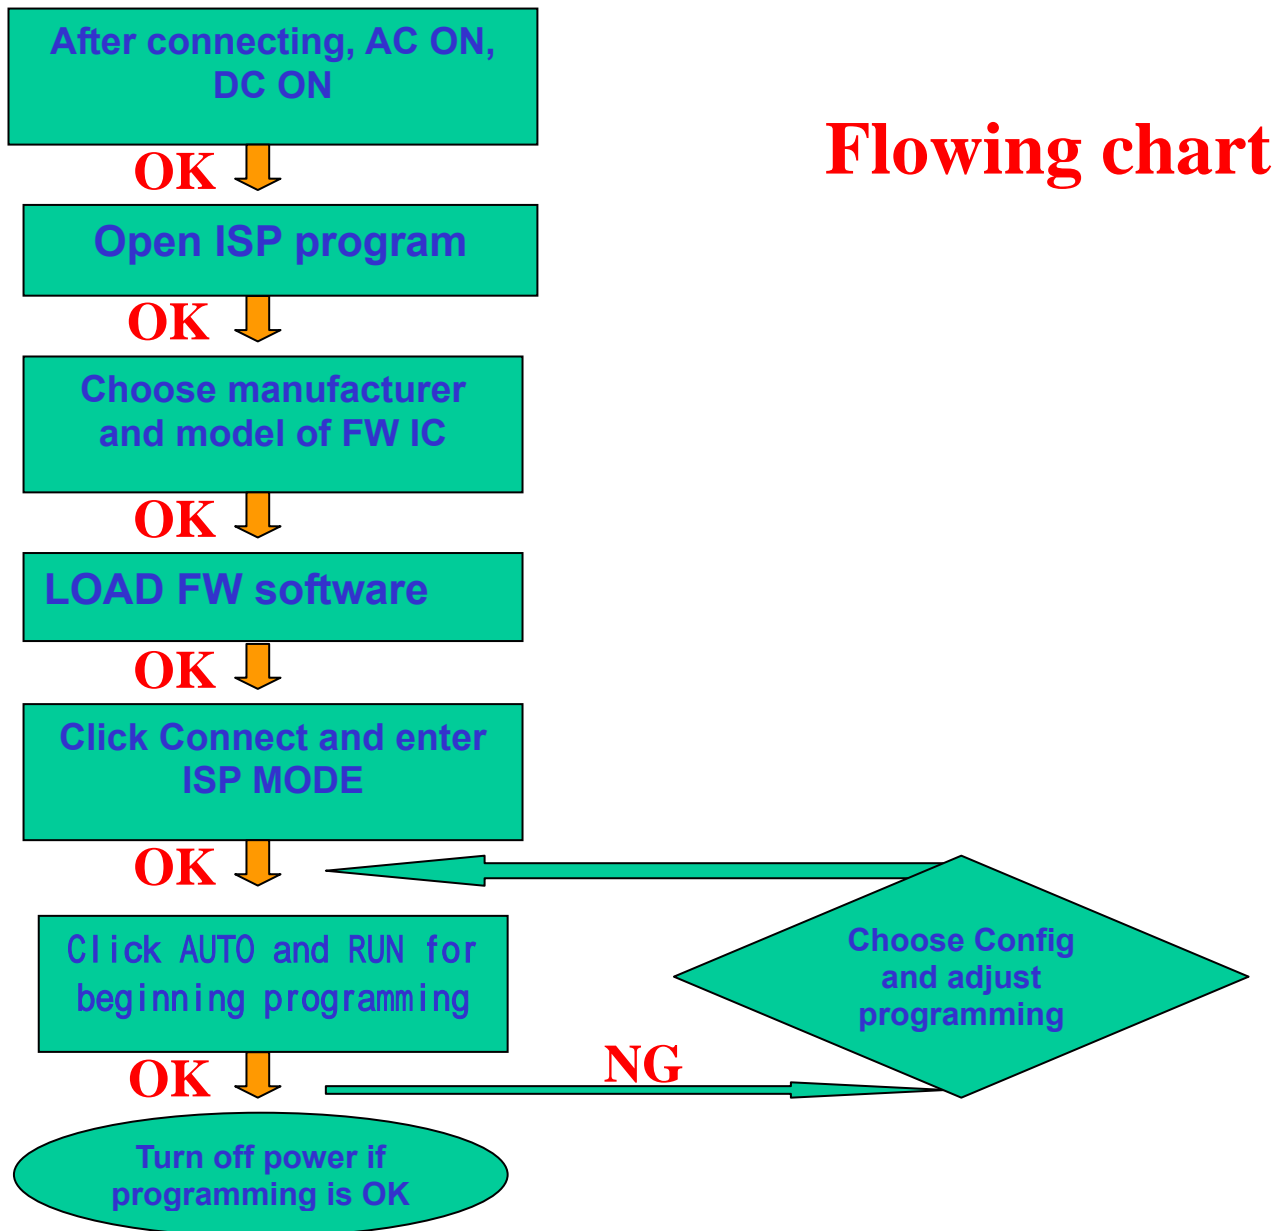 After connecting, AC ON,
DC ON
Flowing chart
OK
Open ISP program
OK
Choose manufacturer
and model of FW IC
OK
LOAD FW software
OK
Click Connect and enter
ISP MODE
OK
Click AUTO and RUN for
beginning programming
Choose Config
and adjust
programming
OK
NG
Turn off power if
programming is OK